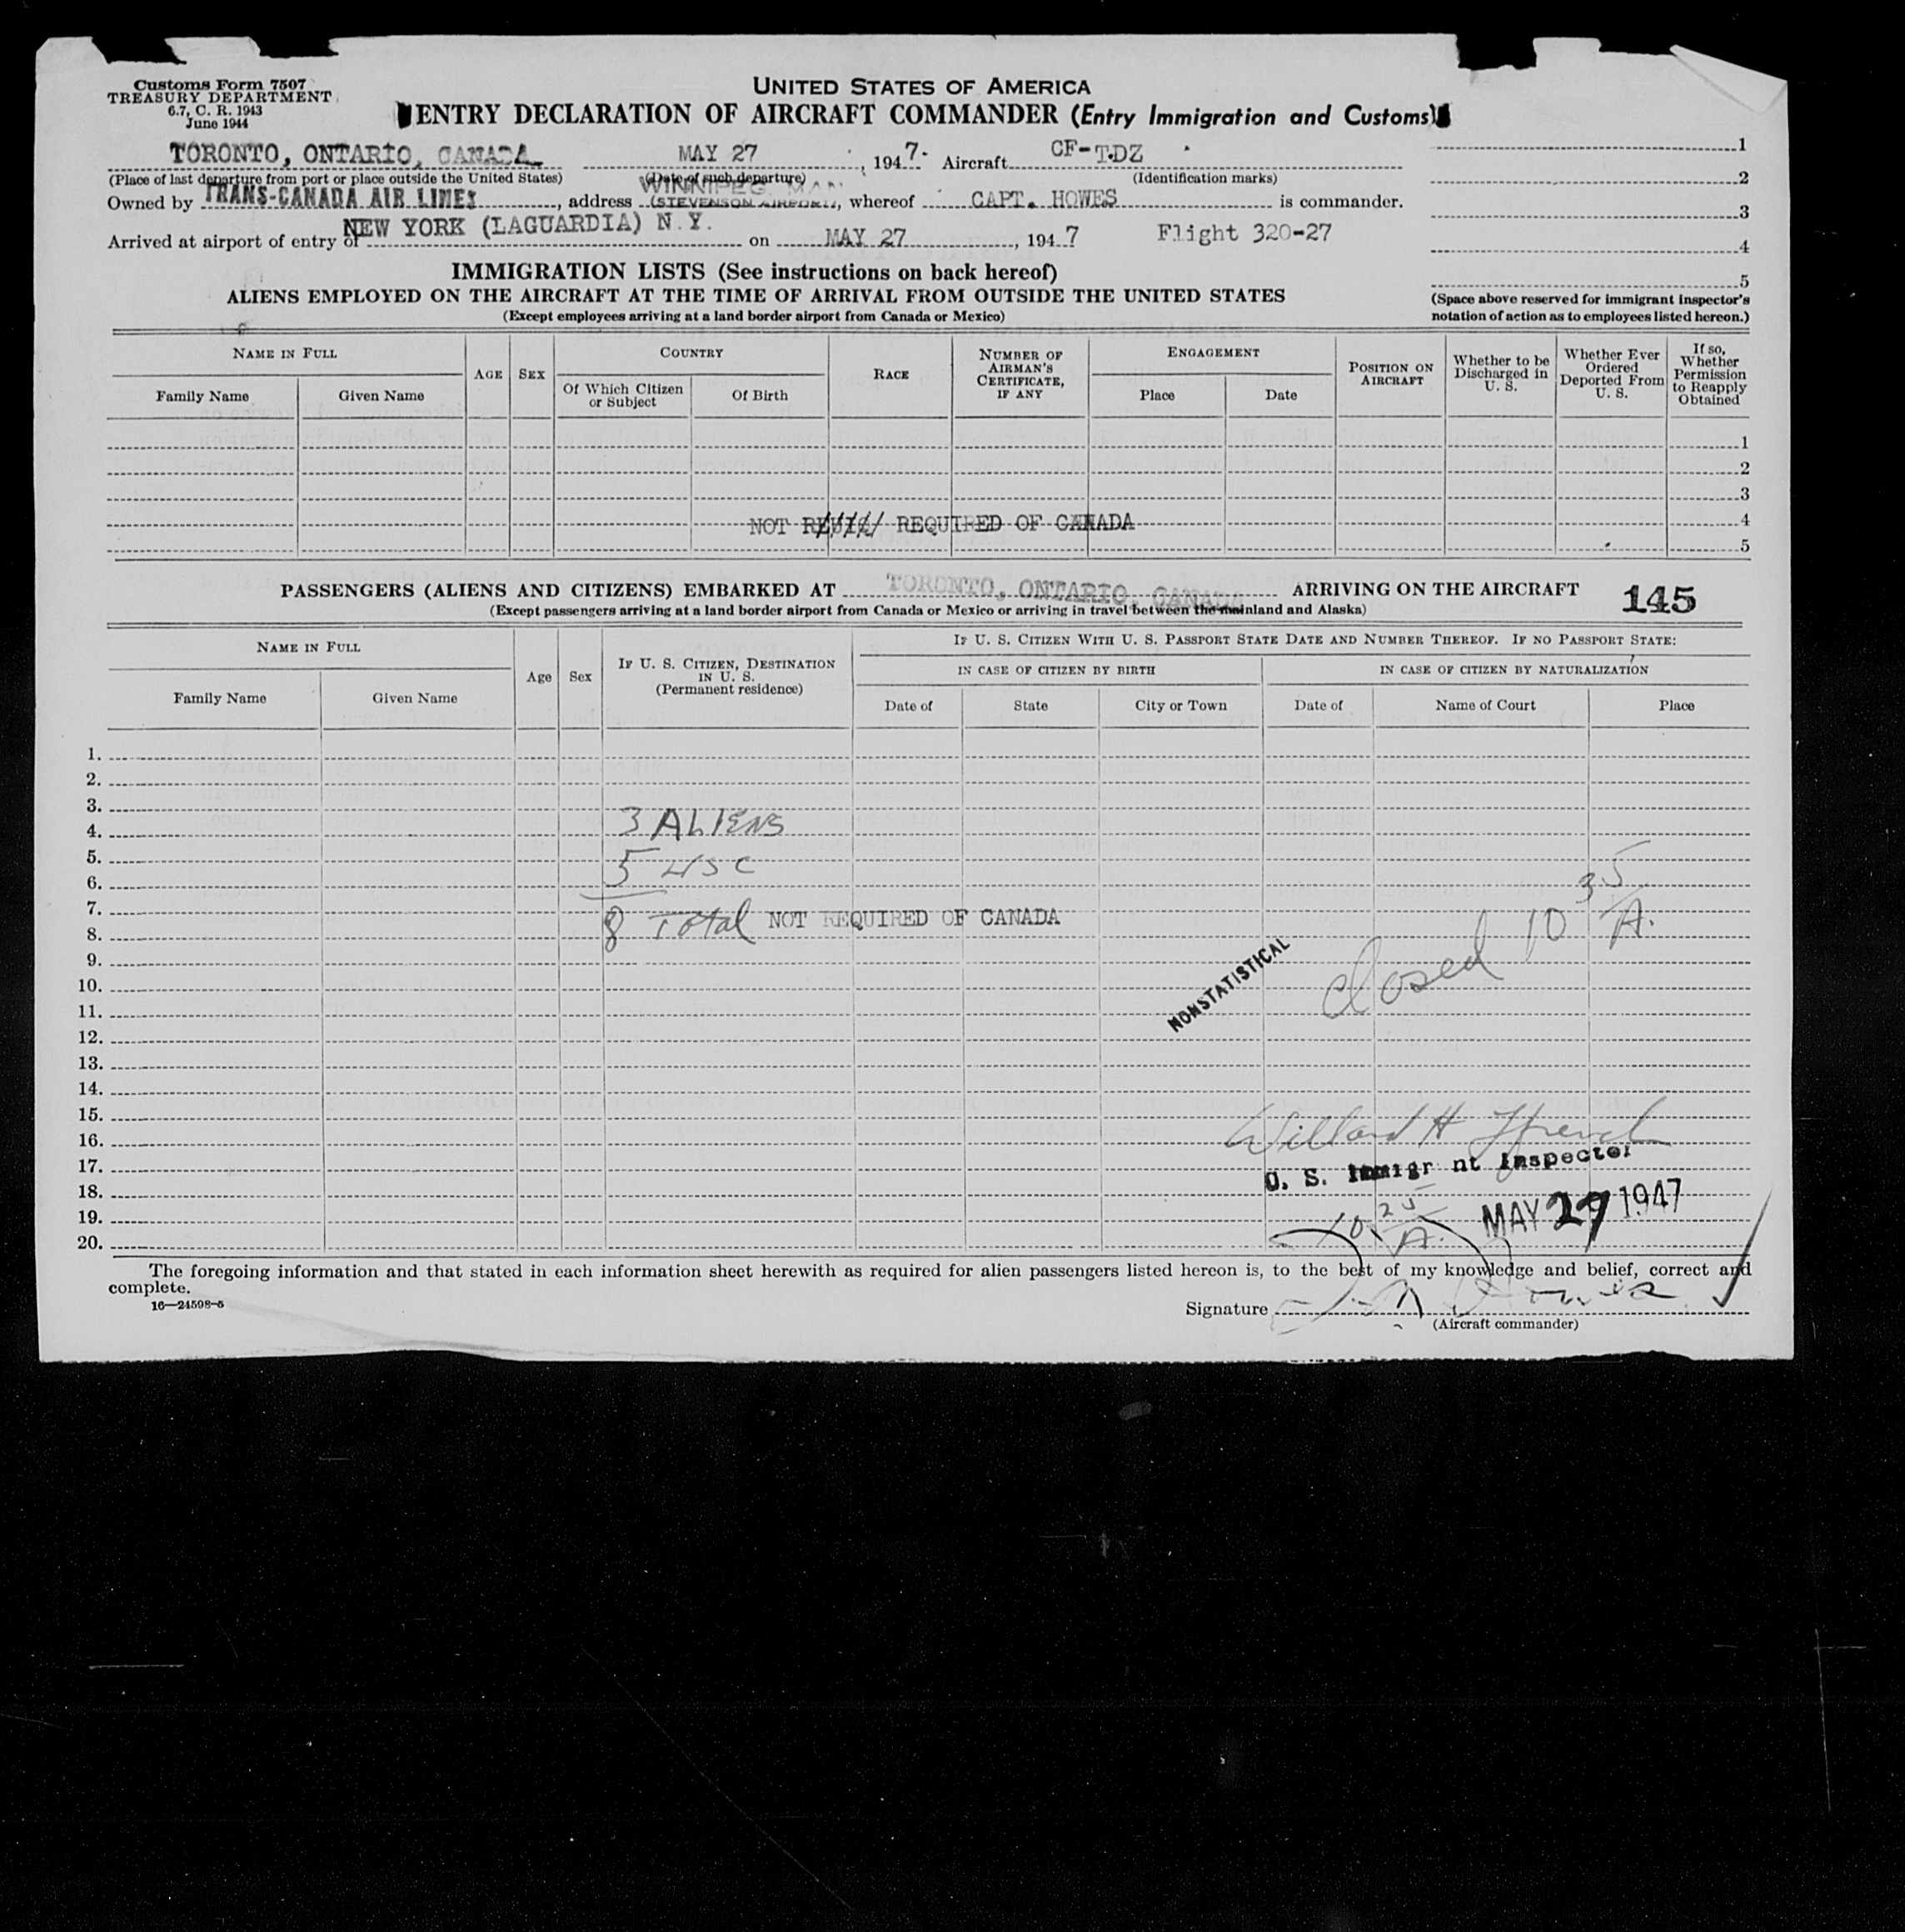 Customs Form 7507
TREASURY DEPARTMENT
6.7, C. R. 1943
June 1944
UNITED STATES OF AMERICA
ENTRY DECLARATION OF AIRCRAFT COMMANDER (Entry Immigration and Customs)
TORONTO, ONTARIO, CANADA MAY 27, 1947. Aircraft CF-TDZ
(Place of last departure from port or place outside the United States) (Date of such departure) (Identification marks)
Owned by TRANS-CANADA AIR LINES, address WINNIPEG MAN (STEVENSON AIRPORT), whereof CAPT. HOWES is commander.
Arrived at airport of entry of NEW YORK (LAGUARDIA) N.Y. on MAY 27, 1947 Flight 320-27
1
2
3
4
5
(Space above reserved for immigrant inspector's
notation of action as to employees listed hereon.)
IMMIGRATION LISTS (See instructions on back hereof)
ALIENS EMPLOYED ON THE AIRCRAFT AT THE TIME OF ARRIVAL FROM OUTSIDE THE UNITED STATES
(Except employees arriving at a land border airport from Canada or Mexico)
NAME IN FULL
Family Name
Given Name
AGE
SEX
COUNTRY
Of Which Citizen or Subject
Of Birth
RACE
NUMBER OF AIRMAN'S CERTIFICATE, IF ANY
ENGAGEMENT
Place
Date
POSITION ON AIRCRAFT
Whether to be Discharged in U. S.
Whether Ever Ordered Deported From U. S.
If so, Whether Permission to Reapply Obtained
1
2
3
NOT REQUIRED OF CANADA 4
5
PASSENGERS (ALIENS AND CITIZENS) EMBARKED AT TORONTO, ONTARIO, CANADA ARRIVING ON THE AIRCRAFT 145
(Except passengers arriving at a land border airport from Canada or Mexico or arriving in travel between the mainland and Alaska)
NAME IN FULL
Family Name
Given Name
Age
Sex
IF U. S. CITIZEN, DESTINATION IN U. S.
(Permanent residence)
IF U. S. CITIZEN WITH U. S. PASSPORT STATE DATE AND NUMBER THEREOF. IF NO PASSPORT STATE:
IN CASE OF CITIZEN BY BIRTH
IN CASE OF CITIZEN BY NATURALIZATION
Date of
State
City or Town
Date of
Name of Court
Place
1.
2.
3.
4. 3 ALIENS
5.
6. 5 USC
7.
8. 8 Total NOT REQUIRED OF CANADA
closed 10 35 A.
NONSTATISTICAL
9.
10.
11.
12.
13.
14.
15.
16. Willard H
17. U. S. Immigrant Inspector
18.
19. 10 25 A. MAY 27 1947
20.
The foregoing information and that stated in each information sheet herewith as required for alien passengers listed hereon is, to the best of my knowledge and belief, correct and
complete.
16—24598-5
Signature
(Aircraft commander)